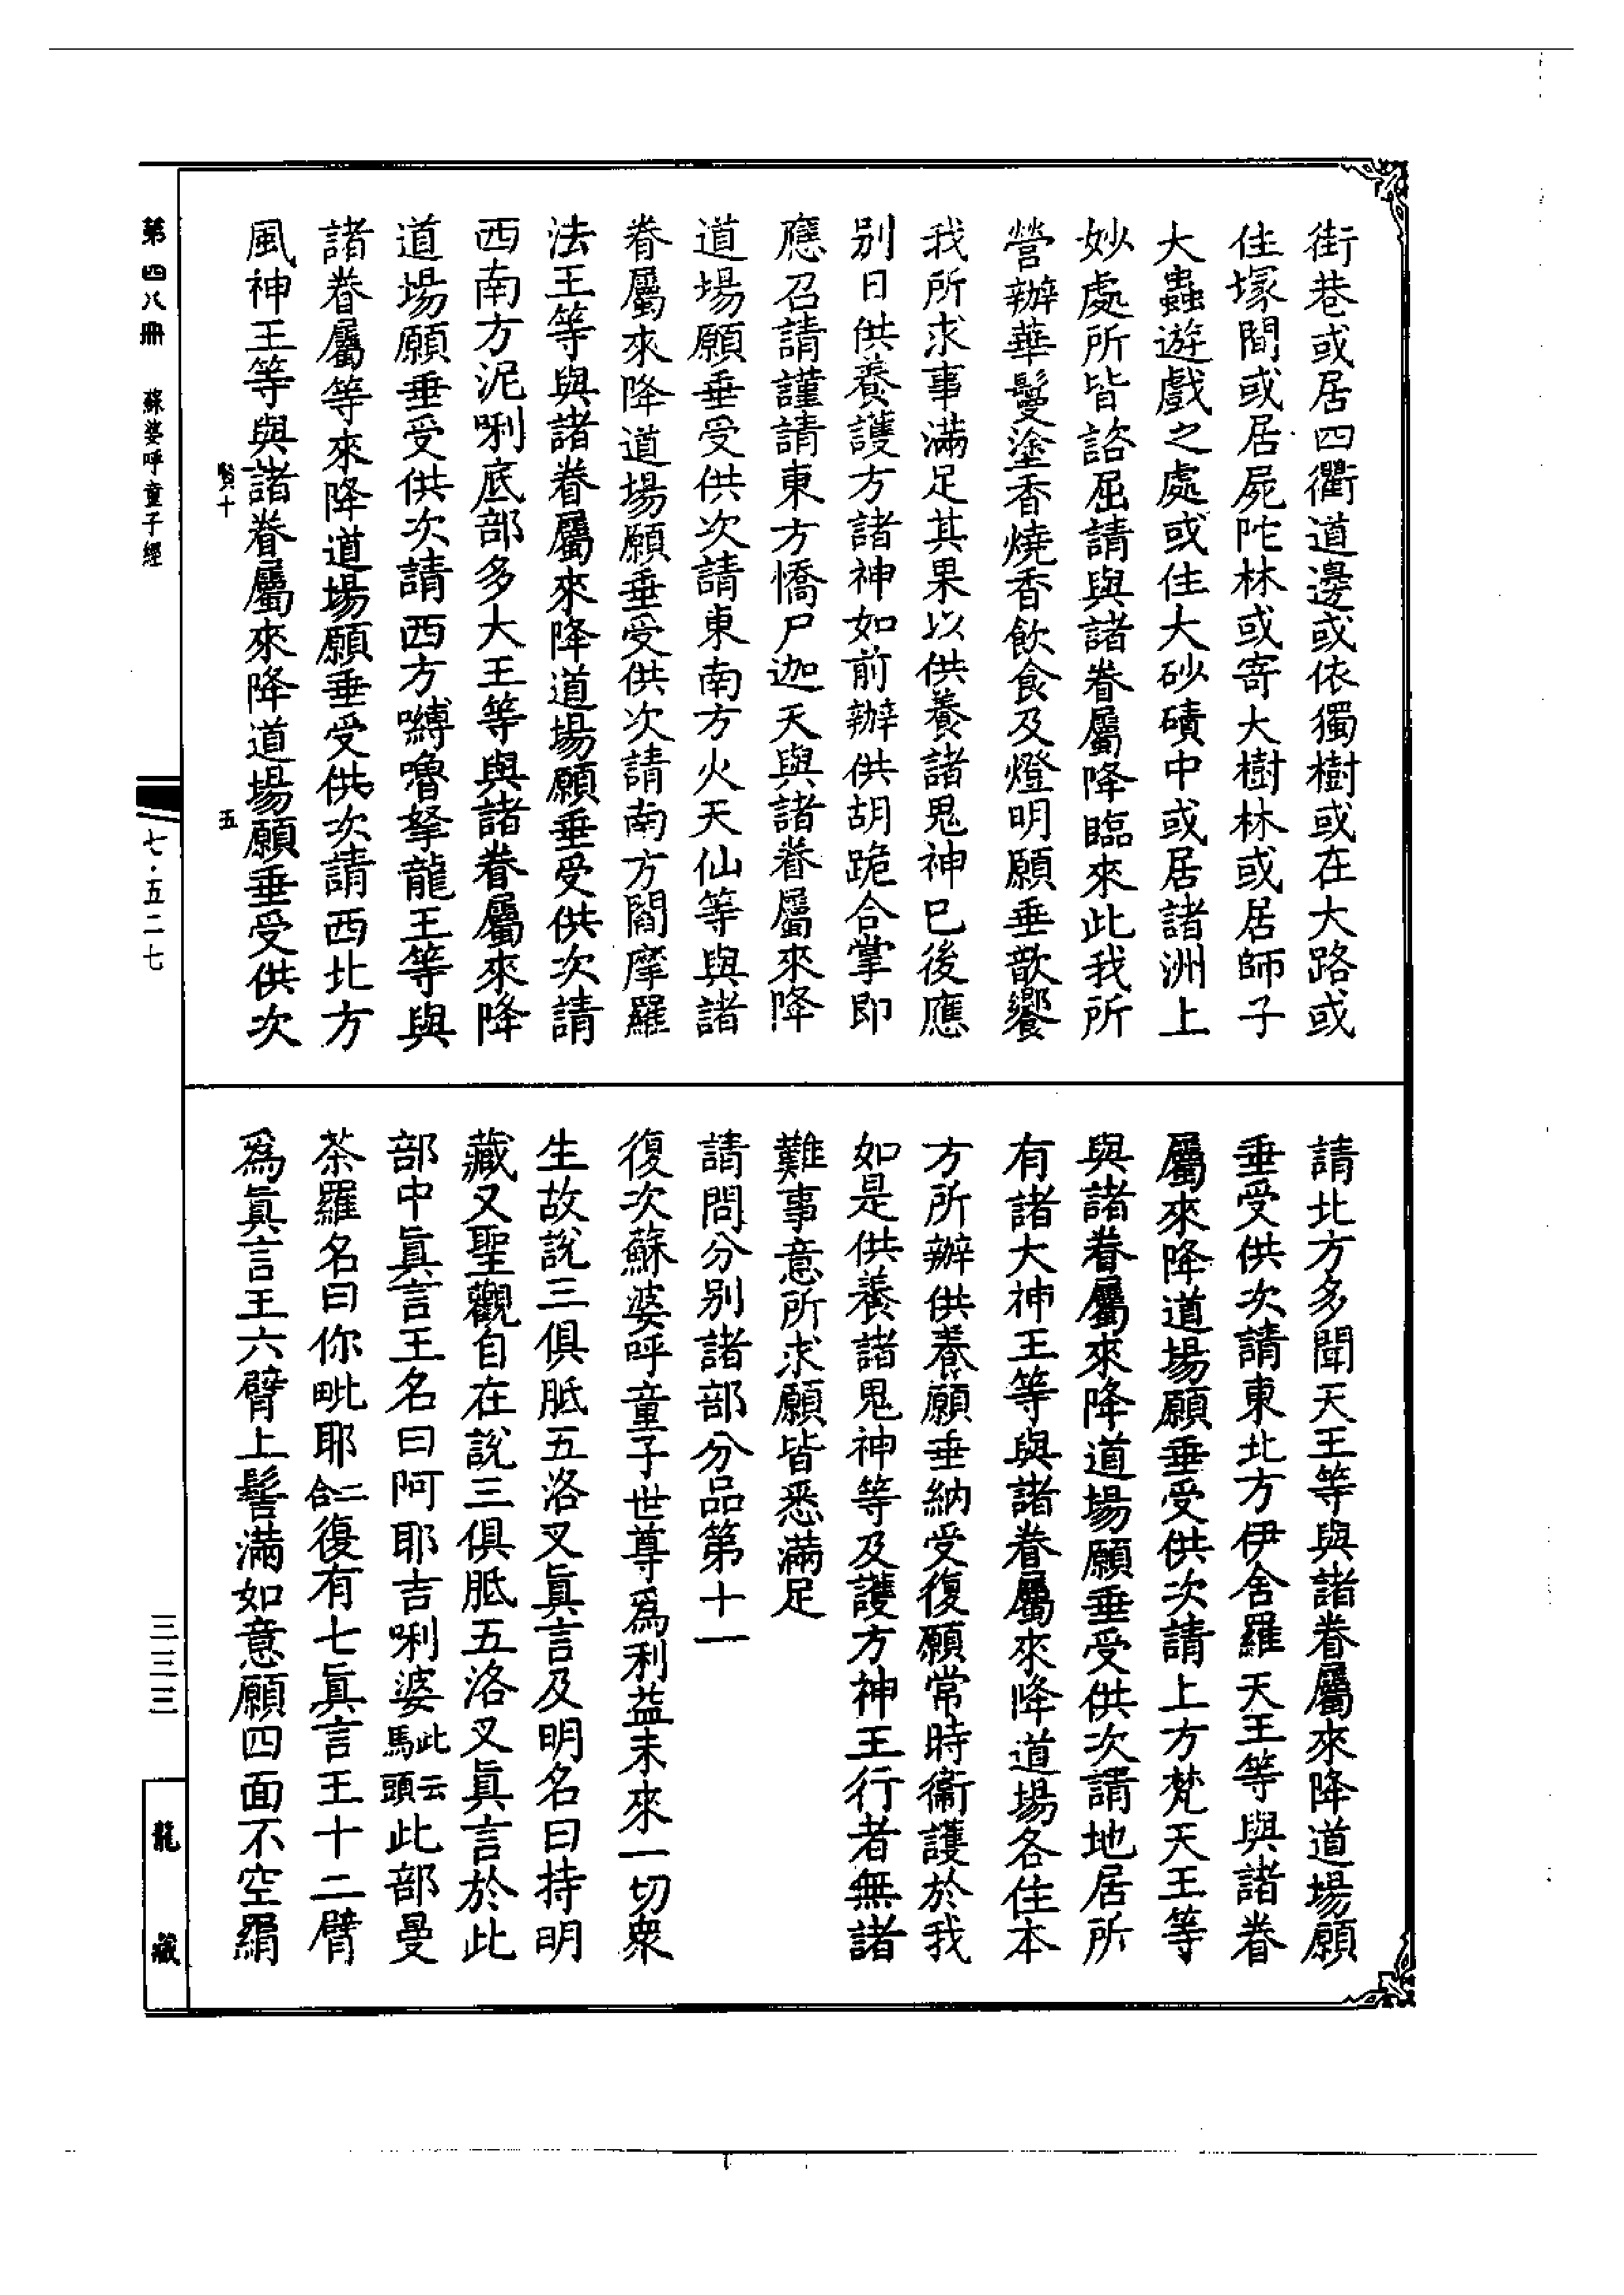 街巷或居四衢道邊或依獨樹或在大路或
住塚間或居屍陀林或寄大樹林或居師子
大蟲遊戲之處或住大砂磧中或居諸洲上
妙處所皆諮屈請與諸眷屬降臨來此我所
營辦華鬘塗香燒香飲食及燈明願垂歆饗
我所求事滿足其果以供養諸鬼神已後應
別日供養護方諸神如前辦供胡跪合掌即
應召請謹請東方憍尸迦天與諸眷屬來降
道場願垂受供次請東南方火天仙等與諸
眷屬來降道場願垂受供次請南方閻摩羅
法王等與諸眷屬來降道場願垂受供次請
西南方泥唎底部多大王等與諸眷屬來降
道場願垂受供次請西方嚩嚕拏龍王等與
諸眷屬等來降道場願垂受供次請西北方
風神王等與諸眷屬來降道場願垂受供次
請北方多聞天王等與諸眷屬來降道場願
垂受供次請東北方伊舍羅天王等與諸眷
屬來降道場願垂受供次請上方梵天王等
與諸眷屬來降道場願垂受供次請地居所
有諸大神王等與諸眷屬來降道場各住本
方所辦供養願垂納受復願常時衞護於我
如是供養諸鬼神等及護方神王行者無諸
難事意所求願皆悉滿足
請問分別諸部分品第十一
復次蘇婆呼童子世尊爲利益未來一切衆
生故說三俱胝五洛叉眞言及明名曰持明
藏又聖觀自在說三俱胝五洛叉眞言於此
部中眞言王名曰阿耶吉唎婆此云馬頭此部曼
茶羅名曰你毗耶二合復有七眞言王十二臂
爲眞言王六臂上髻滿如意願四面不空羂
第四八冊 蘇婆呼童子經
賢十 五
七·五二七
三三三
龍藏